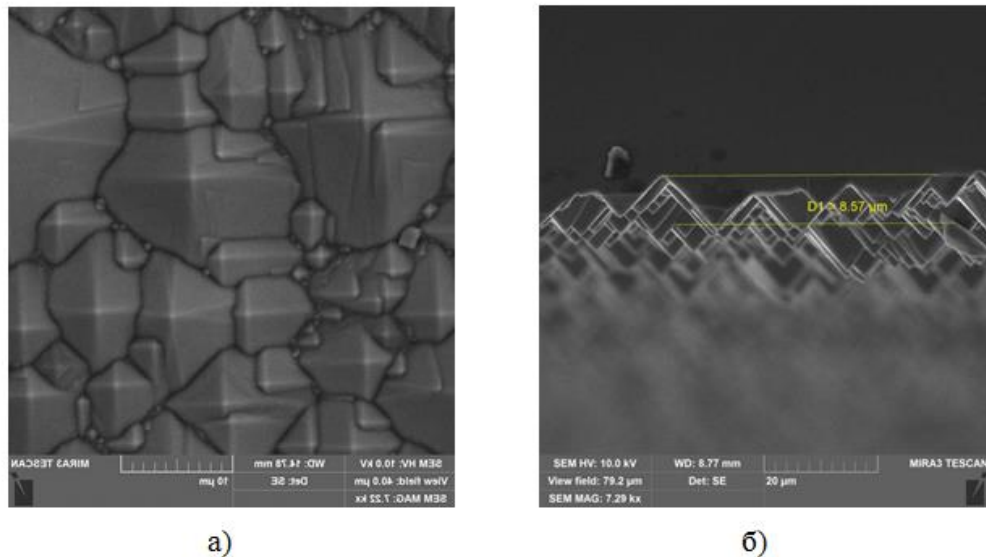 D1 = 8.57 µm
MIRA3 TESCAN
10 µm
WD: 14.78 mm
Det: SE
SEM HV: 10.0 kV
View field: 40.0 µm
SEM MAG: 7.22 kx
SEM HV: 10.0 kV
WD: 8.77 mm
MIRA3 TESCAN
View field: 79.2 µm
Det: SE
20 µm
SEM MAG: 7.29 kx
а)
б)